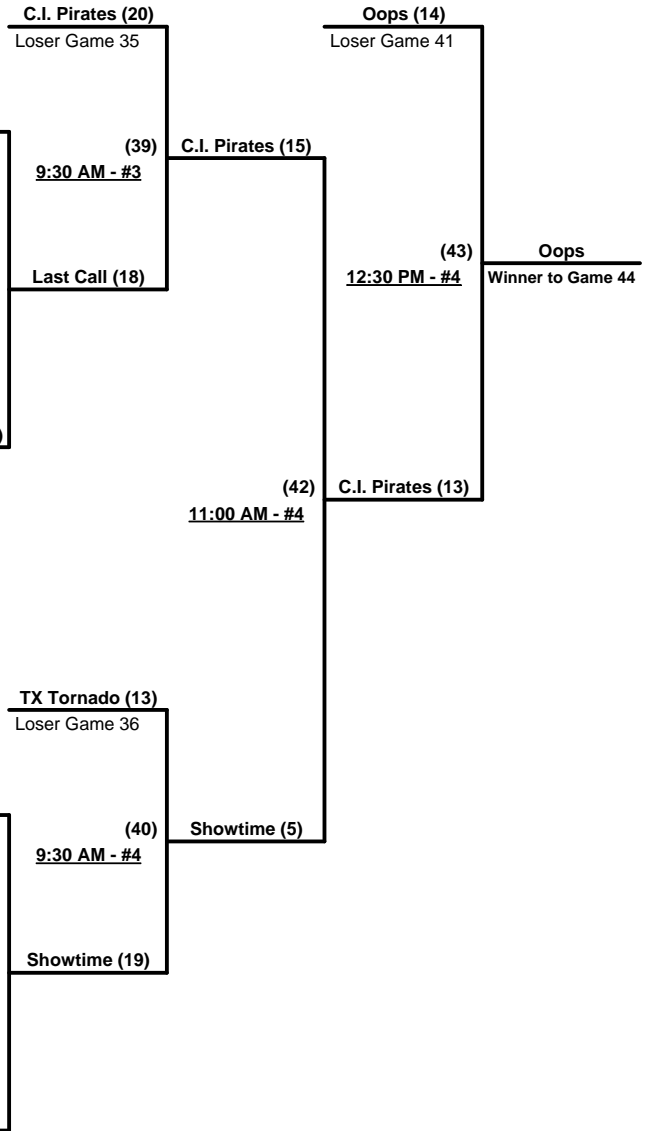 C.I. Pirates (20)
Loser Game 35
Oops (14)
Loser Game 41
(39)
9:30 AM - #3
C.I. Pirates (15)
(43)
12:30 PM - #4
Oops
Winner to Game 44
Last Call (18)
)
(42)
11:00 AM - #4
C.I. Pirates (13)
TX Tornado (13)
Loser Game 36
(40)
9:30 AM - #4
Showtime (5)
Showtime (19)